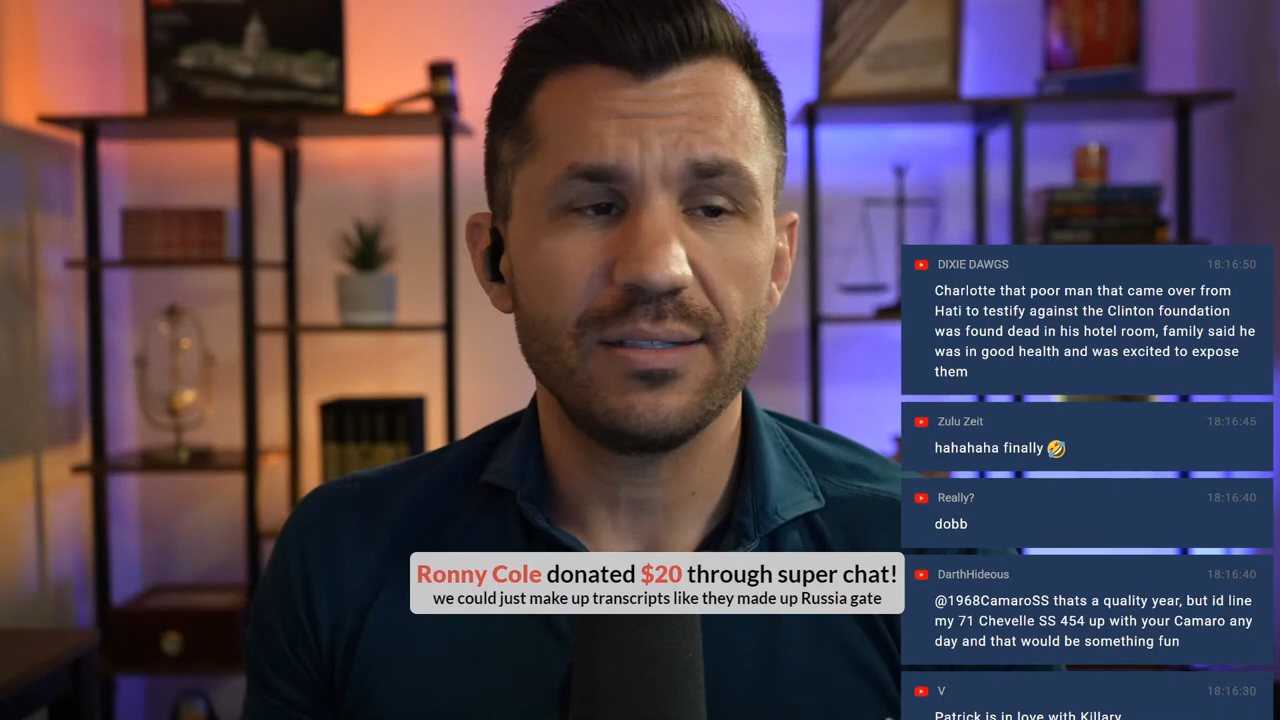 DIXIE DAWGS 18:16:50
Charlotte that poor man that came over from
Hati to testify against the Clinton foundation
was found dead in his hotel room, family said he
was in good health and was excited to expose
them
Zulu Zeit 18:16:45
hahahaha finally 🤣
Really? 18:16:40
dobb
DarthHideous 18:16:40
@1968CamaroSS thats a quality year, but id line
my 71 Chevelle SS 454 up with your Camaro any
day and that would be something fun
V 18:16:30
Patrick is in love with Killary
Ronny Cole donated $20 through super chat!
we could just make up transcripts like they made up Russia gate